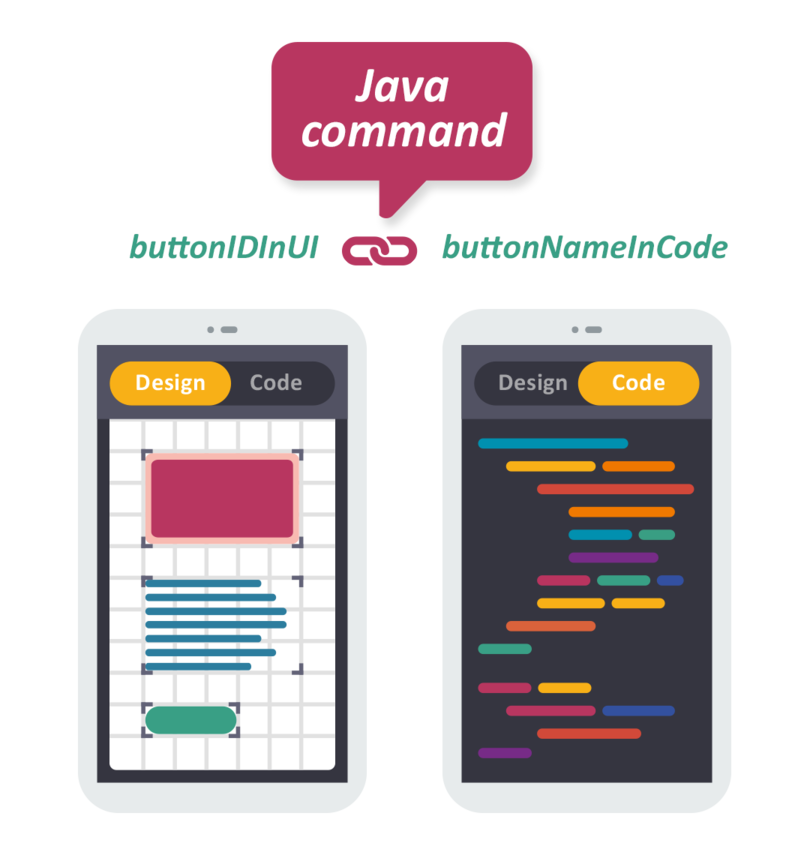 Java
command
buttonIDInUI
buttonNameInCode
Design Code
Design Code